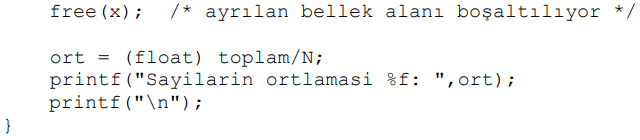 free(x);  /* ayrılan bellek alanı boşaltılıyor */
ort = (float) toplam/N;
printf("Sayilarin ortlamasi %f: ",ort);
printf("\n");
}